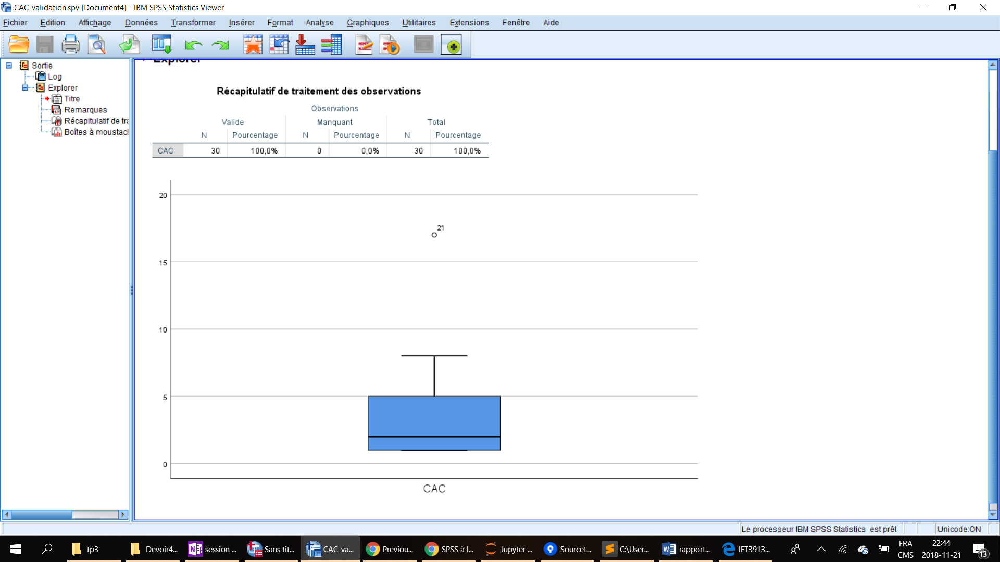 CAC_validation.spv [Document4] - IBM SPSS Statistics Viewer
Fichier Edition Affichage Données Transformer Insérer Format Analyse Graphiques Utilitaires Extensions Fenêtre Aide
Sortie
Log
Explorer
Titre
Remarques
Récapitulatif de tra
Boîtes à moustacl
Explorer
Récapitulatif de traitement des observations
Observations
Valide Manquant Total
N Pourcentage N Pourcentage N Pourcentage
CAC 30 100,0% 0 0,0% 30 100,0%
20
21
15
10
5
0
CAC
Le processeur IBM SPSS Statistics est prêt Unicode:ON
tp3 Devoir4... session ... Sans tit... CAC_va... Previou... SPSS à l... Jupyter ... Sourcet... C:\User... rapport... IFT3913...
FRA 22:44
CMS 2018-11-21
13